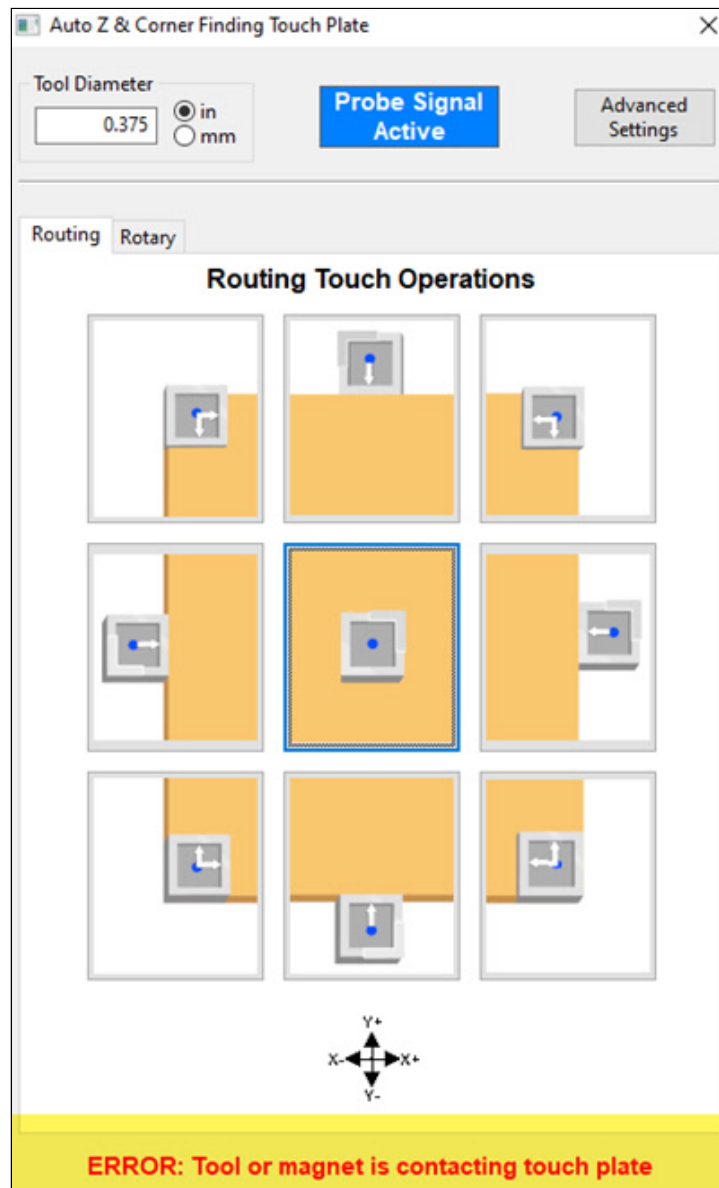 Auto Z & Corner Finding Touch Plate
Tool Diameter
0.375
in
mm
Probe Signal
Active
Advanced
Settings
Routing
Rotary
Routing Touch Operations
Y+
X-
X+
Y-
ERROR: Tool or magnet is contacting touch plate